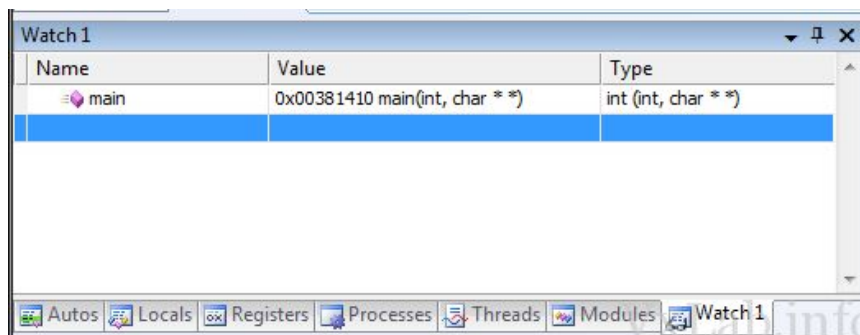 Watch 1
Name Value Type
main 0x00381410 main(int, char * *) int (int, char * *)
Autos Locals Registers Processes Threads Modules Watch 1